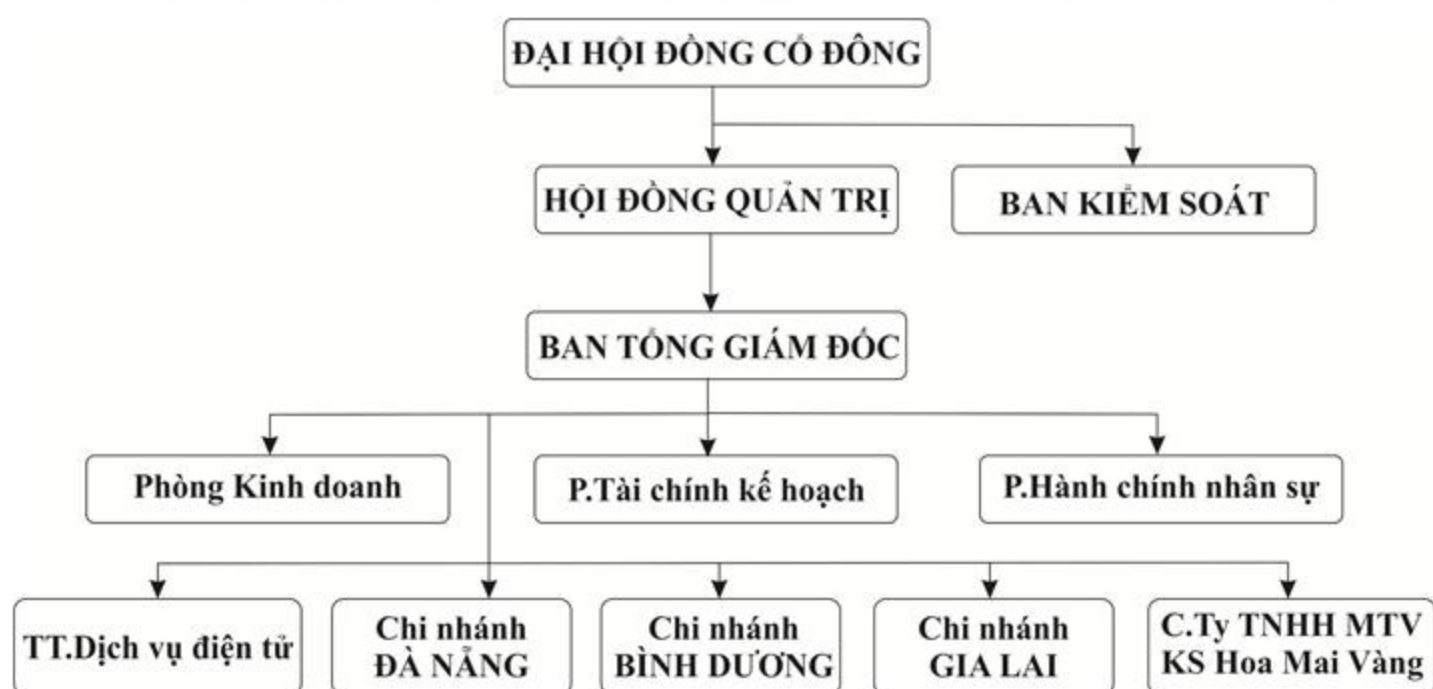 ĐẠI HỘI ĐỒNG CỔ ĐÔNG
HỘI ĐỒNG QUẢN TRỊ
BAN KIỂM SOÁT
BAN TỔNG GIÁM ĐỐC
Phòng Kinh doanh
P.Tài chính kế hoạch
P.Hành chính nhân sự
TT.Dịch vụ điện tử
Chi nhánh
ĐÀ NẴNG
Chi nhánh
BÌNH DƯƠNG
Chi nhánh
GIA LAI
C.Ty TNHH MTV
KS Hoa Mai Vàng